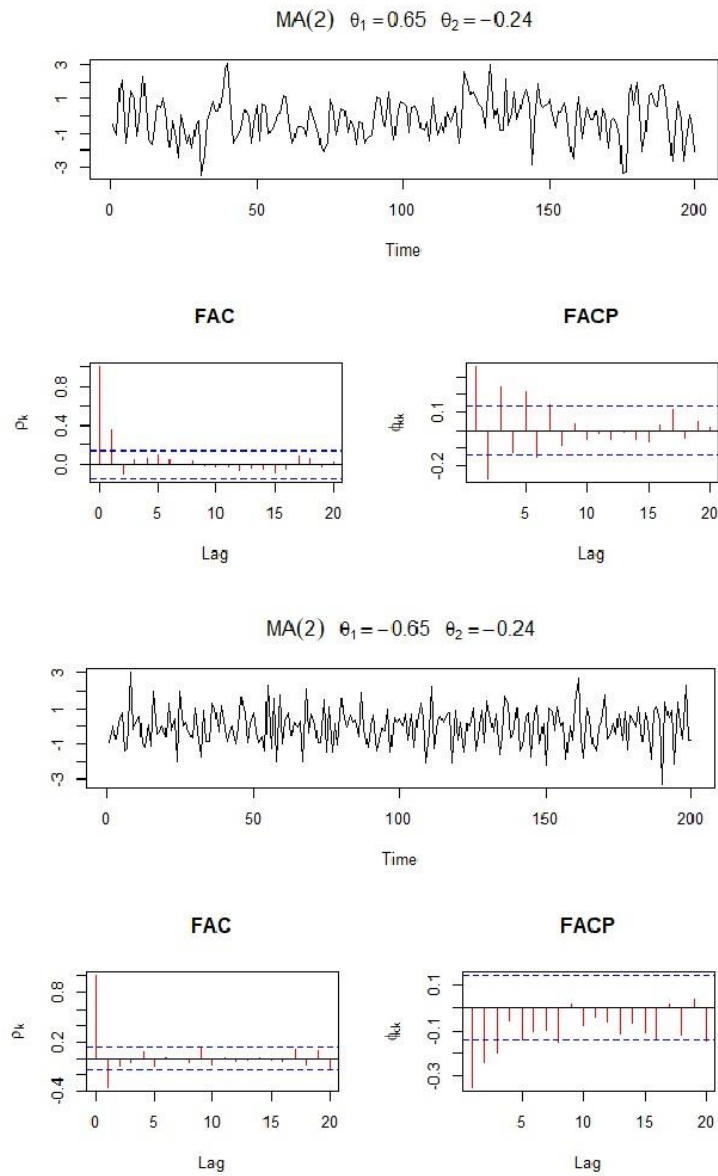 MA(2) θ₁ = 0.65 θ₂ = −0.24
3
1
-1
-3
0 50 100 150 200
Time
FAC
ρk
0.8
0.4
0.0
0 5 10 15 20
Lag
FACP
ϕkk
0.1
-0.2
5 10 15 20
Lag
MA(2) θ₁ = −0.65 θ₂ = −0.24
3
1
-1
-3
0 50 100 150 200
Time
FAC
ρk
0.8
0.2
-0.4
0 5 10 15 20
Lag
FACP
ϕkk
0.1
-0.1
-0.3
5 10 15 20
Lag